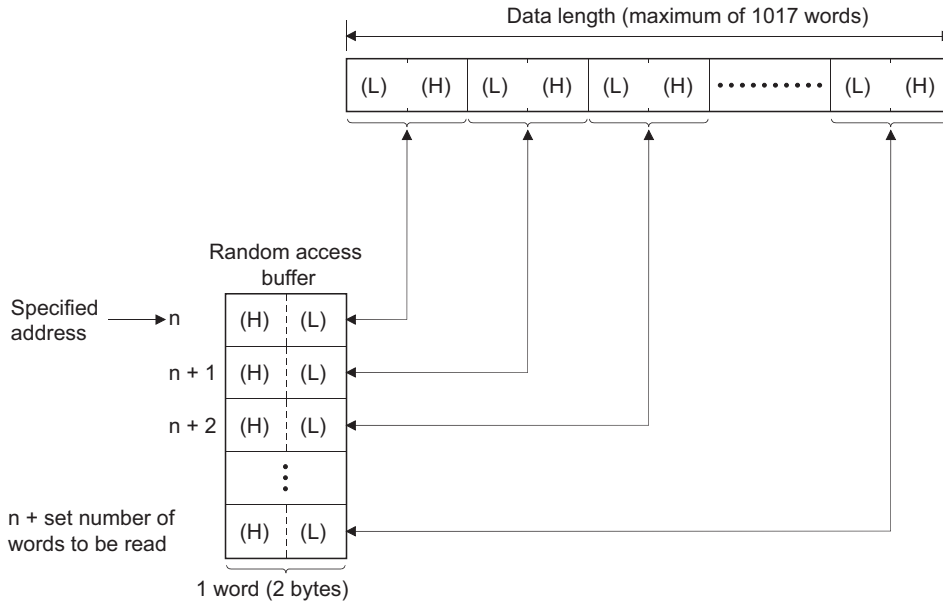 Data length (maximum of 1017 words)
(L) (H) (L) (H) (L) (H) (L) (H)
Random access
buffer
Specified
address
n (H) (L)
n + 1 (H) (L)
n + 2 (H) (L)
n + set number of
words to be read
(H) (L)
1 word (2 bytes)